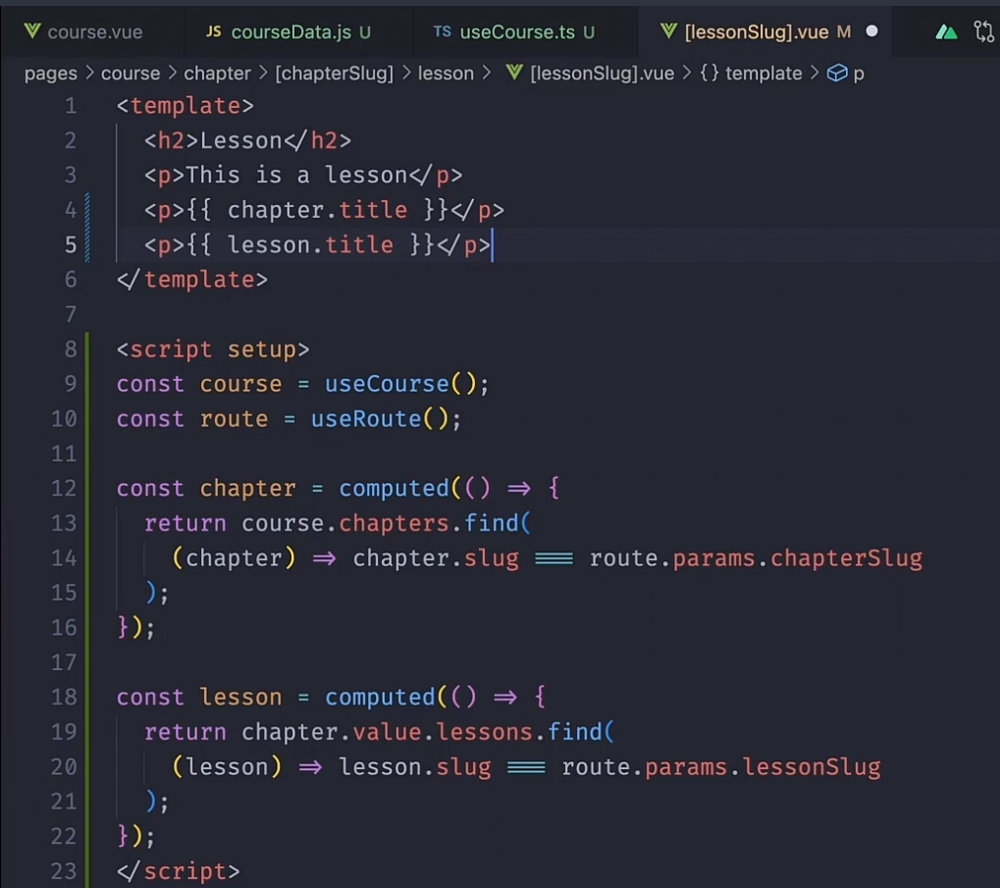 course.vue JS courseData.js U TS useCourse.ts U [lessonSlug].vue M
pages > course > chapter > [chapterSlug] > lesson > [lessonSlug].vue > {} template > p
1 <template>
2 <h2>Lesson</h2>
3 <p>This is a lesson</p>
4 <p>{{ chapter.title }}</p>
5 <p>{{ lesson.title }}</p>
6 </template>
7
8 <script setup>
9 const course = useCourse();
10 const route = useRoute();
11
12 const chapter = computed(() => {
13 return course.chapters.find(
14 (chapter) => chapter.slug === route.params.chapterSlug
15 );
16 });
17
18 const lesson = computed(() => {
19 return chapter.value.lessons.find(
20 (lesson) => lesson.slug === route.params.lessonSlug
21 );
22 });
23 </script>